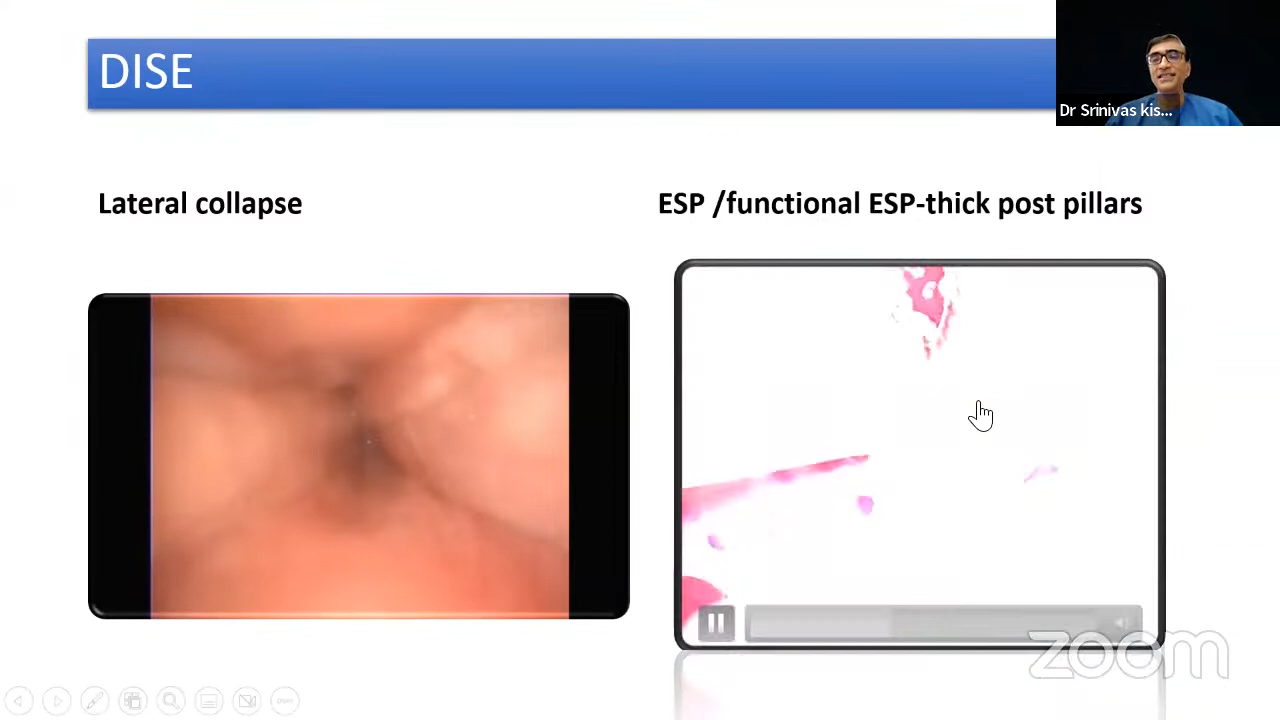 DISE
Dr Srinivas kis...
Lateral collapse
ESP /functional ESP-thick post pillars
zoom